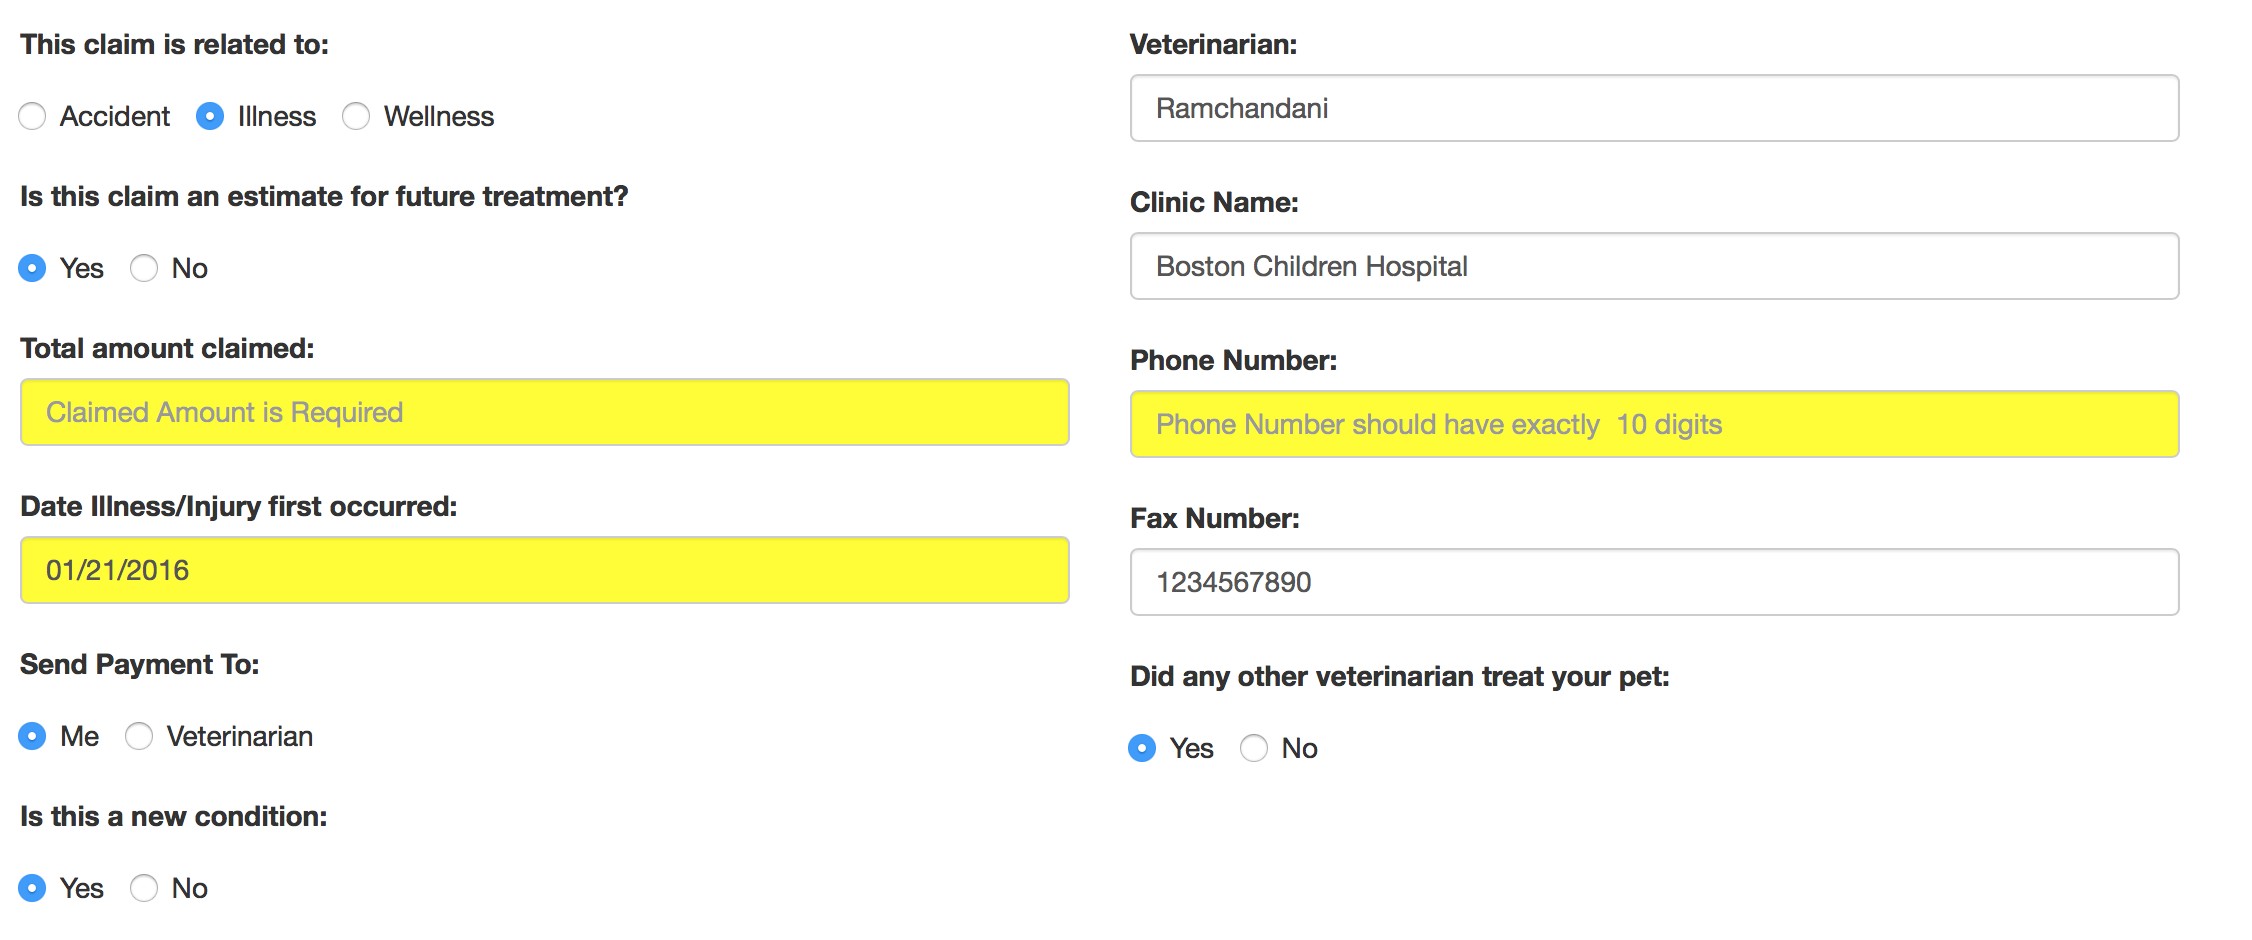 This claim is related to:
Accident Illness Wellness
Is this claim an estimate for future treatment?
Yes No
Total amount claimed:
Claimed Amount is Required
Date Illness/Injury first occurred:
01/21/2016
Send Payment To:
Me Veterinarian
Is this a new condition:
Yes No
Veterinarian:
Ramchandani
Clinic Name:
Boston Children Hospital
Phone Number:
Phone Number should have exactly  10 digits
Fax Number:
1234567890
Did any other veterinarian treat your pet:
Yes No